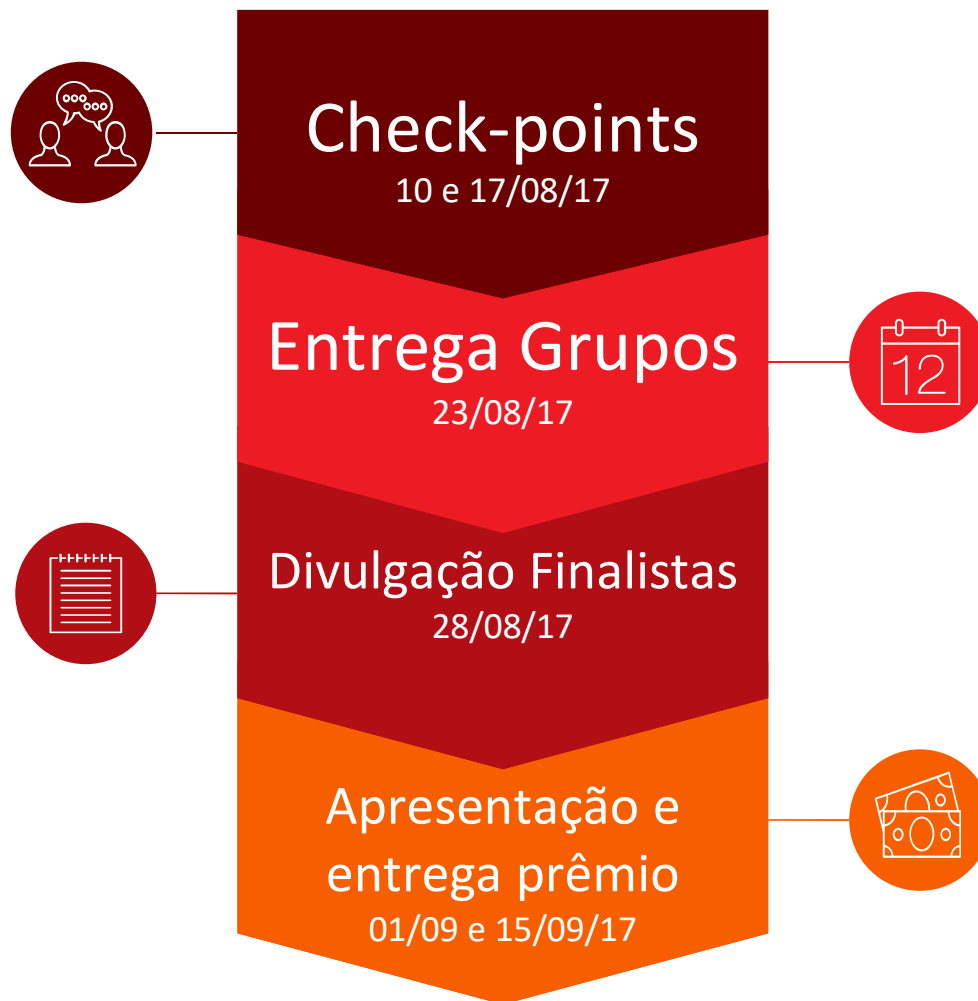 Check-points
10 e 17/08/17
Entrega Grupos
23/08/17
12
Divulgação Finalistas
28/08/17
Apresentação e
entrega prêmio
01/09 e 15/09/17